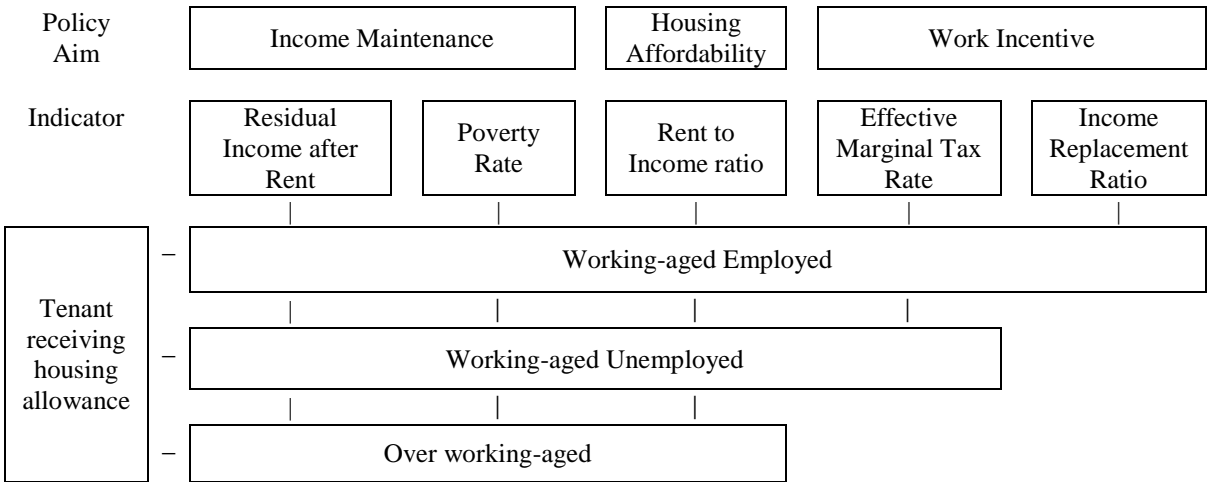 Policy
Aim
Income Maintenance
Housing
Affordability
Work Incentive
Indicator
Residual
Income after
Rent
Poverty
Rate
Rent to
Income ratio
Effective
Marginal Tax
Rate
Income
Replacement
Ratio
Tenant
receiving
housing
allowance
Working-aged Employed
Working-aged Unemployed
Over working-aged